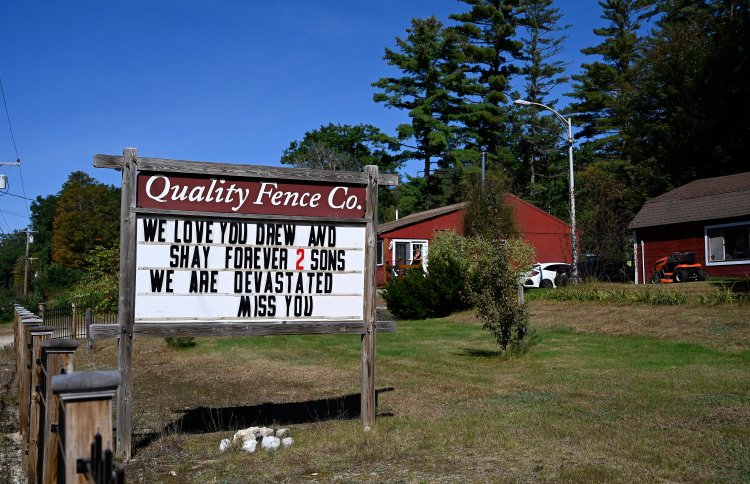 Quality Fence Co.
WE LOVE YOU DREW AND
SHAY FOREVER 2 SONS
WE ARE DEVASTATED
MISS YOU